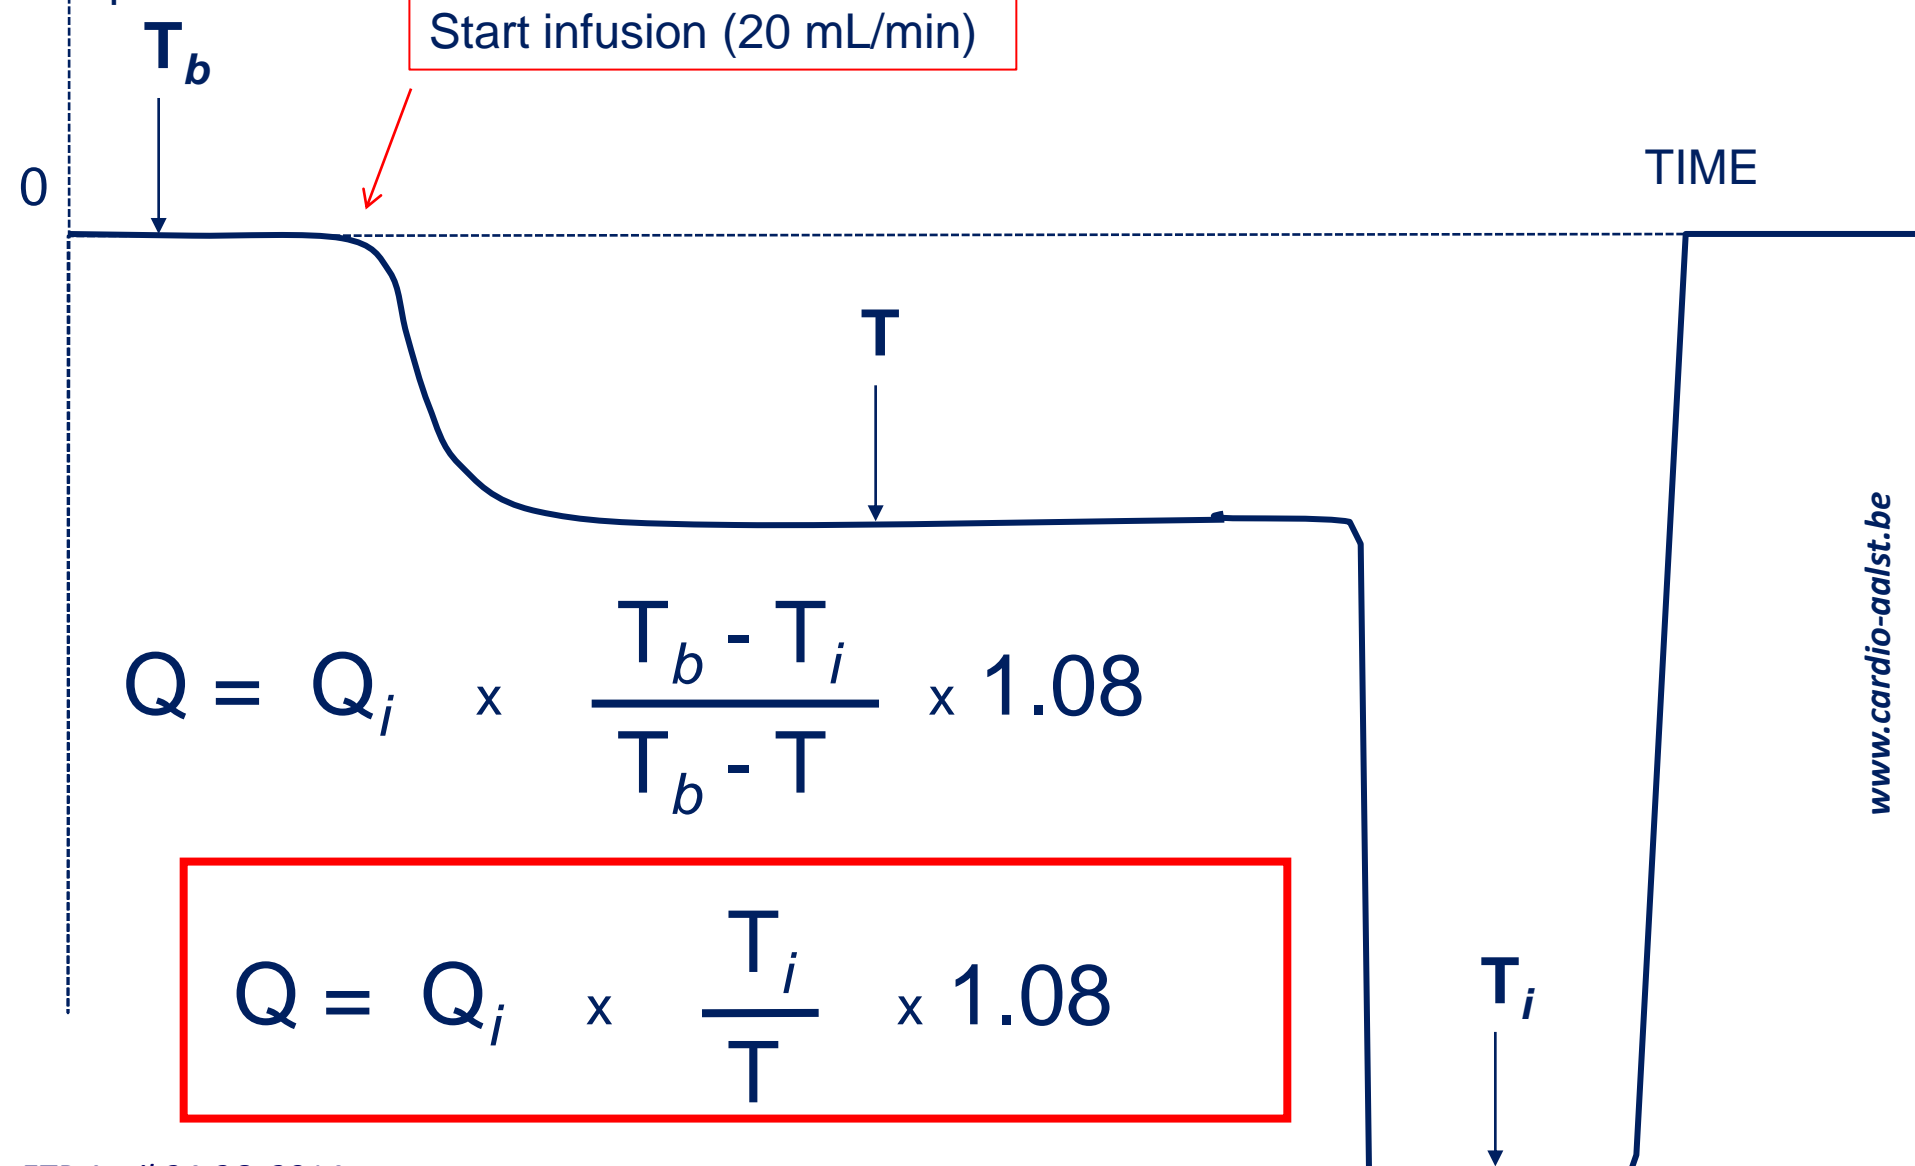 Start infusion (20 mL/min)
T_b
0
TIME
T
Q = Q_i x (T_b - T_i) / (T_b - T) x 1.08
Q = Q_i x T_i / T x 1.08
T_i
www.cardio-aalst.be